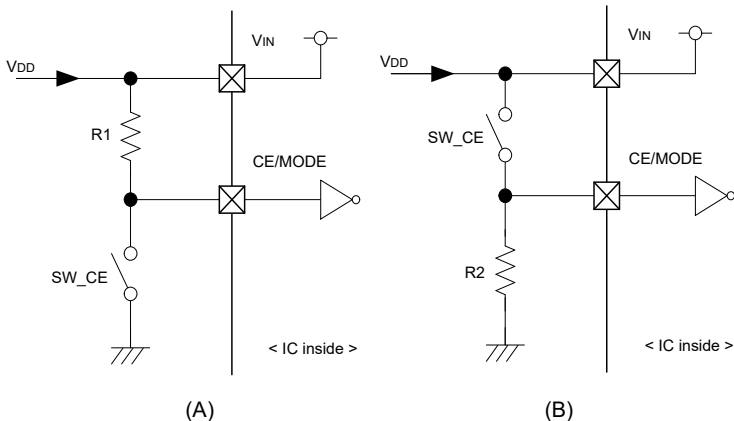 VIN
VDD
R1
CE/MODE
SW_CE
< IC inside >
(A)
VIN
VDD
SW_CE
CE/MODE
R2
< IC inside >
(B)